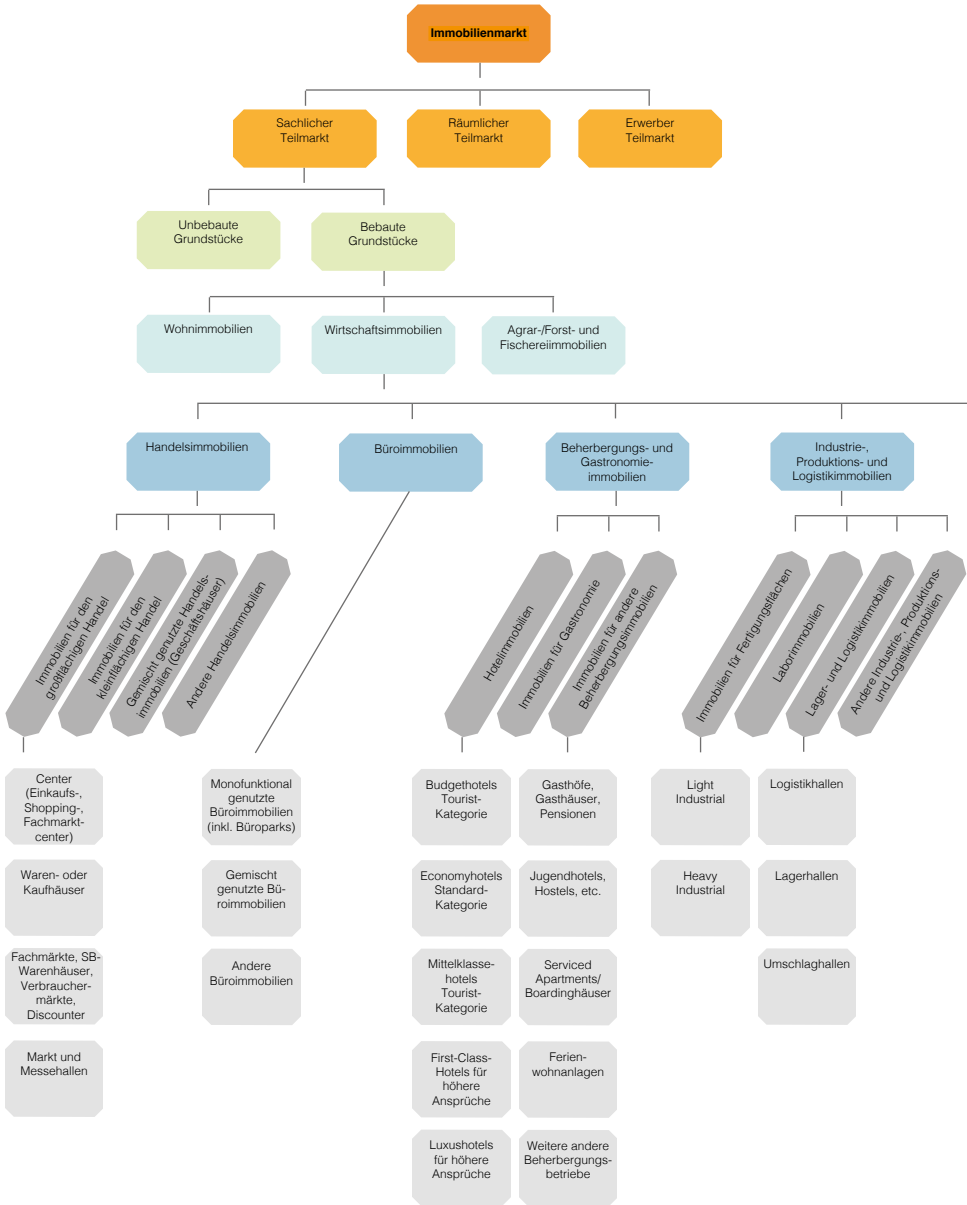 Immobilienmarkt
Sachlicher
Teilmarkt
Räumlicher
Teilmarkt
Erwerber
Teilmarkt
Unbebaute
Grundstücke
Bebaute
Grundstücke
Wohnimmobilien
Wirtschaftsimmobilien
Agrar-/Forst- und
Fischereiimmobilien
Handelsimmobilien
Büroimmobilien
Beherbergungs- und
Gastronomie-
immobilien
Industrie-,
Produktions- und
Logistikimmobilien
Immobilien für den
großflächigen Handel
Immobilien für den
kleinflächigen Handel
Gemischt genutzte Handels-
immobilien (Geschäftshäuser)
Andere Handelsimmobilien
Hotelimmobilien
Immobilien für Gastronomie
Immobilien für andere
Beherbergungsimmobilien
Immobilien für Fertigungsflächen
Laborimmobilien
Lager- und Logistikimmobilien
Andere Industrie-, Produktions-
und Logistikimmobilien
Center
(Einkaufs-,
Shopping-,
Fachmarkt-
center)
Waren- oder
Kaufhäuser
Fachmärkte, SB-
Warenhäuser,
Verbraucher-
märkte,
Discounter
Markt und
Messehallen
Monofunktional
genutzte
Büroimmobilien
(inkl. Büroparks)
Gemischt
genutzte Bü-
roimmobilien
Andere
Büroimmobilien
Budgethotels
Tourist-
Kategorie
Economyhotels
Standard-
Kategorie
Mittelklasse-
hotels
Tourist-
Kategorie
First-Class-
Hotels für
höhere
Ansprüche
Luxushotels
für höhere
Ansprüche
Gasthöfe,
Gasthäuser,
Pensionen
Jugendhotels,
Hostels, etc.
Serviced
Apartments/
Boardinghäuser
Ferien-
wohnanlagen
Weitere andere
Beherbergungs-
betriebe
Light
Industrial
Heavy
Industrial
Logistikhallen
Lagerhallen
Umschlaghallen